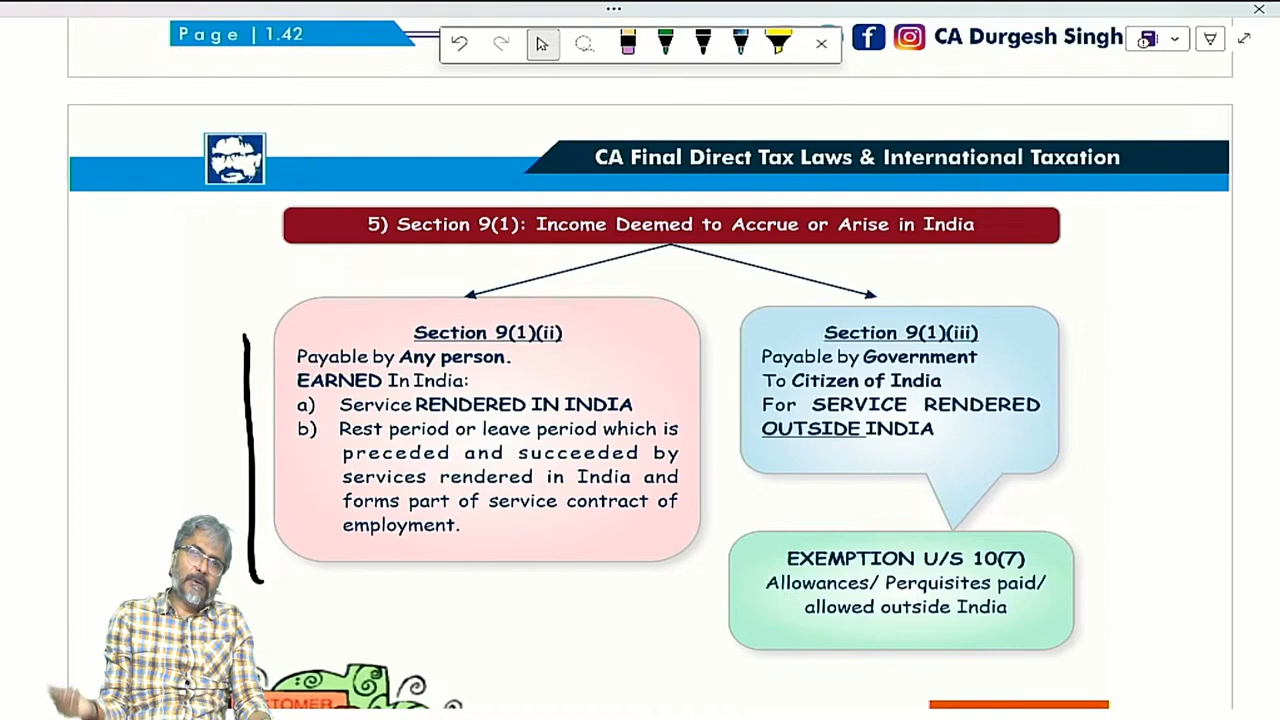 Page | 1.42
CA Durgesh Singh
CA Final Direct Tax Laws & International Taxation
5) Section 9(1): Income Deemed to Accrue or Arise in India
Section 9(1)(ii)
Payable by Any person.
EARNED In India:
a) Service RENDERED IN INDIA
b) Rest period or leave period which is
preceded and succeeded by
services rendered in India and
forms part of service contract of
employment.
Section 9(1)(iii)
Payable by Government
To Citizen of India
For SERVICE RENDERED
OUTSIDE INDIA
EXEMPTION U/S 10(7)
Allowances/ Perquisites paid/
allowed outside India